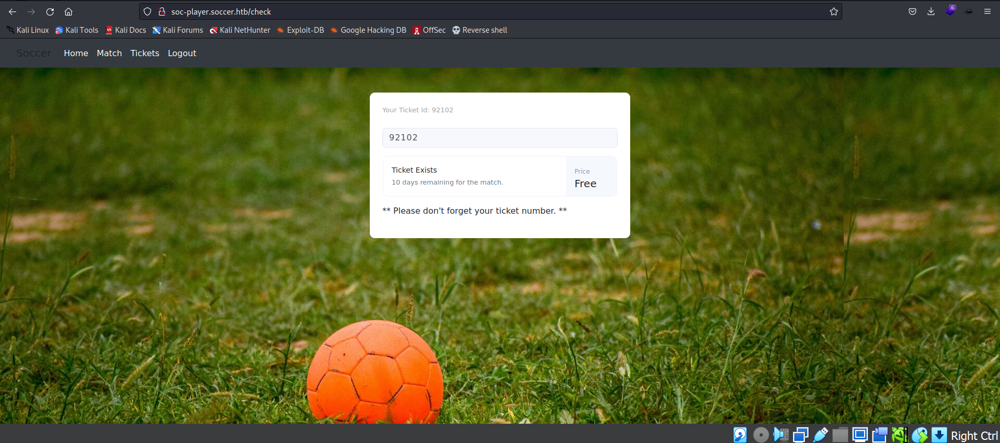 soc-player.soccer.htb/check
6
Kali Linux Kali Tools Kali Docs Kali Forums Kali NetHunter Exploit-DB Google Hacking DB OffSec Reverse shell
Soccer Home Match Tickets Logout
Your Ticket Id: 92102
92102
Ticket Exists
10 days remaining for the match.
Price
Free
** Please don't forget your ticket number. **
Right Ctrl